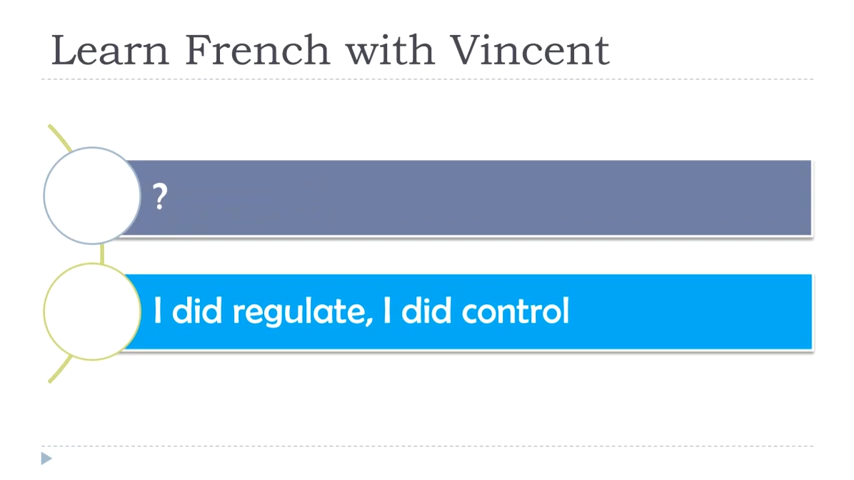 Learn French with Vincent
?
I did regulate, I did control